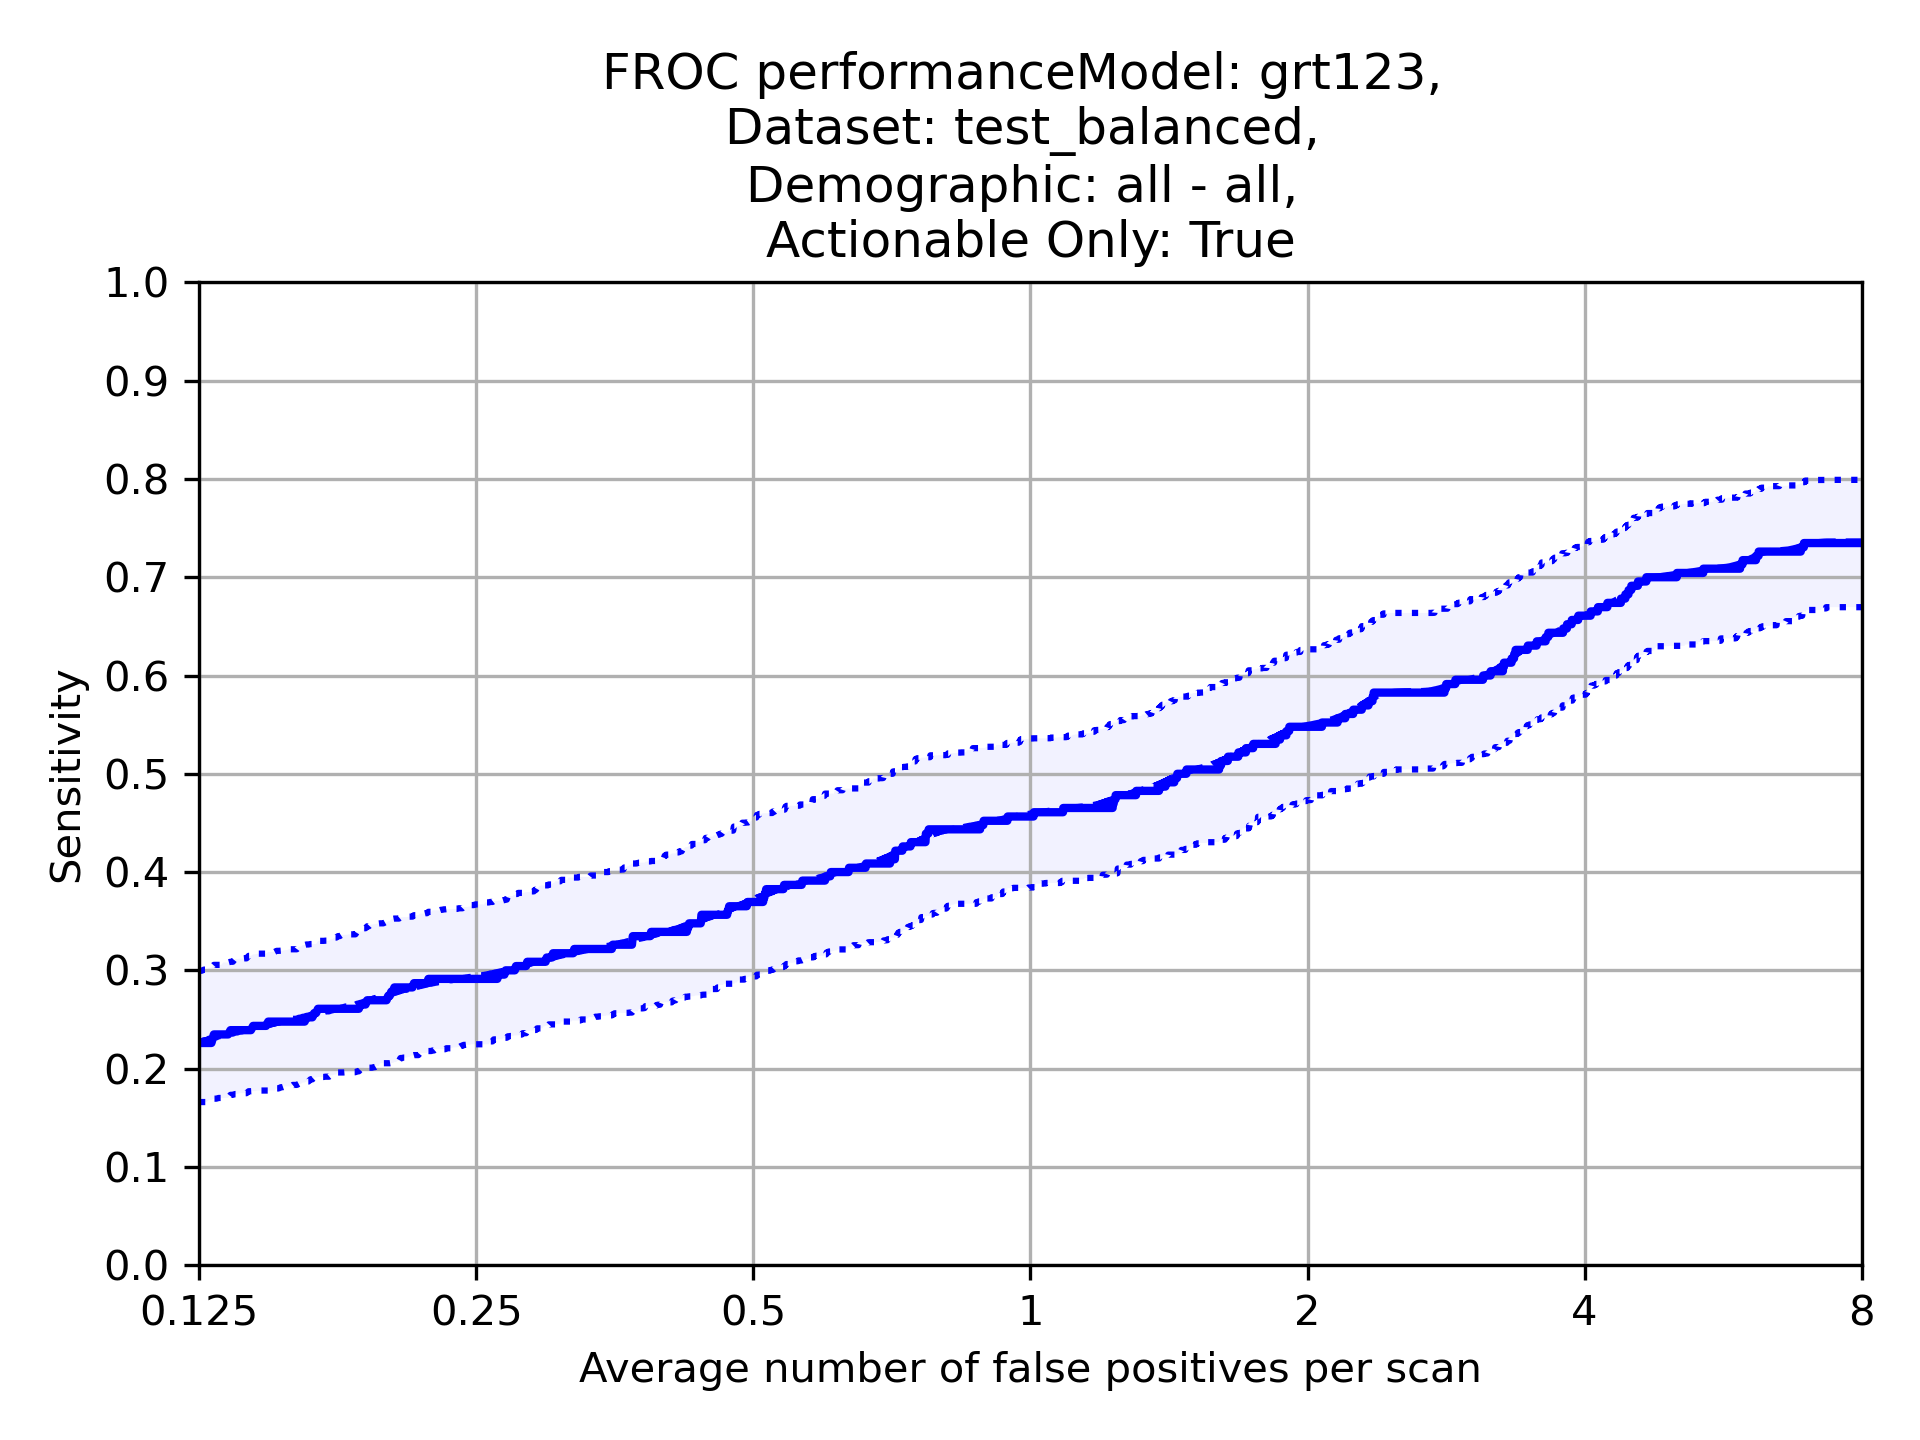 FROC performanceModel: grt123,
Dataset: test_balanced,
Demographic: all - all,
Actionable Only: True
1.0
0.9
0.8
0.7
0.6
0.5
0.4
0.3
0.2
0.1
0.0
Sensitivity
0.125 0.25 0.5 1 2 4 8
Average number of false positives per scan